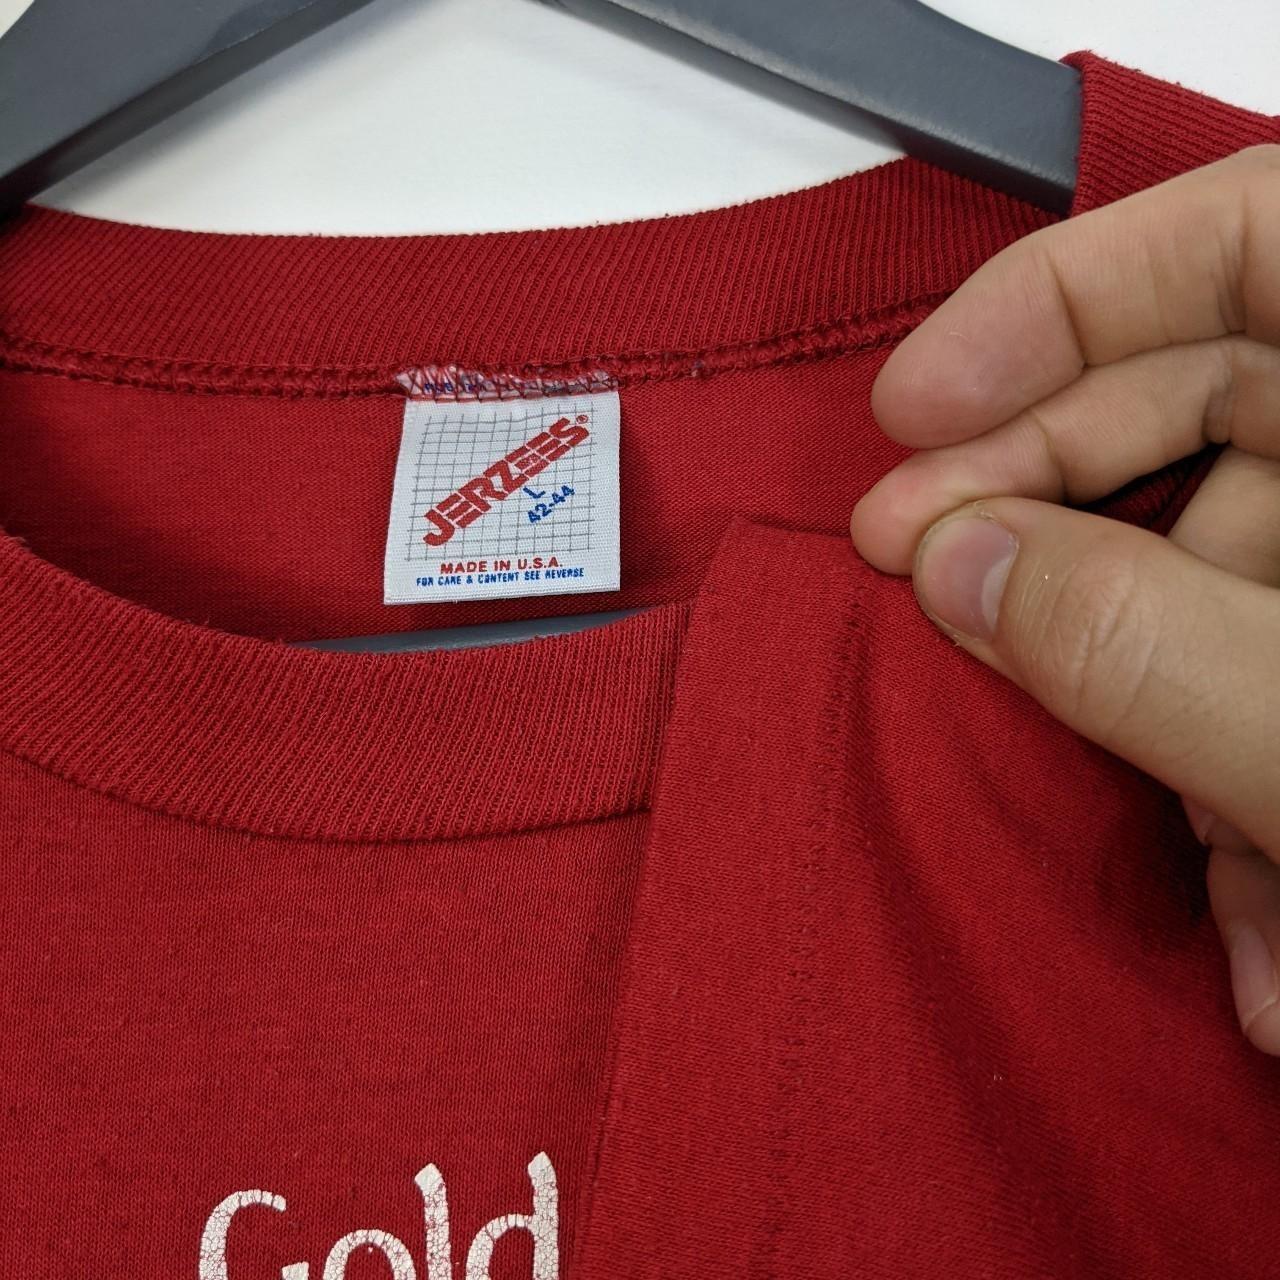 JERZEES®
L
42-44
MADE IN U.S.A.
FOR CARE & CONTENT SEE REVERSE
Gold